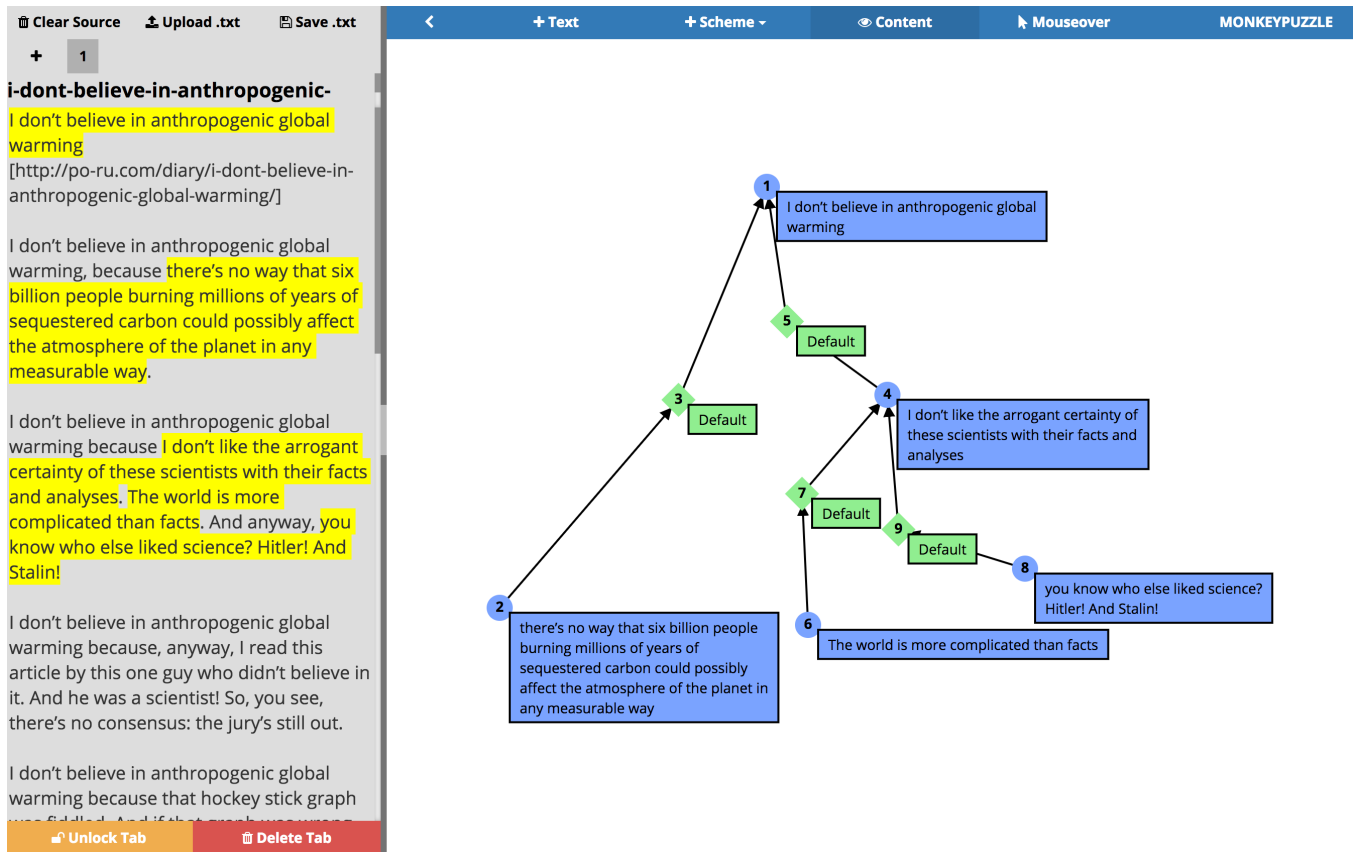 Clear Source Upload .txt Save .txt
+ 1
i-dont-believe-in-anthropogenic-
I don’t believe in anthropogenic global
warming
[http://po-ru.com/diary/i-dont-believe-in-
anthropogenic-global-warming/]
I don’t believe in anthropogenic global
warming, because there’s no way that six
billion people burning millions of years of
sequestered carbon could possibly affect
the atmosphere of the planet in any
measurable way.
I don’t believe in anthropogenic global
warming because I don’t like the arrogant
certainty of these scientists with their facts
and analyses. The world is more
complicated than facts. And anyway, you
know who else liked science? Hitler! And
Stalin!
I don’t believe in anthropogenic global
warming because, anyway, I read this
article by this one guy who didn’t believe in
it. And he was a scientist! So, you see,
there’s no consensus: the jury’s still out.
I don’t believe in anthropogenic global
warming because that hockey stick graph
was fiddled. And if that graph was wrong
Unlock Tab Delete Tab
+ Text + Scheme Content Mouseover MONKEYPUZZLE
1
I don’t believe in anthropogenic global
warming
5
Default
3
Default
4
I don’t like the arrogant certainty of
these scientists with their facts and
analyses
7
Default
9
Default
8
you know who else liked science?
Hitler! And Stalin!
2
there’s no way that six billion people
burning millions of years of
sequestered carbon could possibly
affect the atmosphere of the planet in
any measurable way
6
The world is more complicated than facts